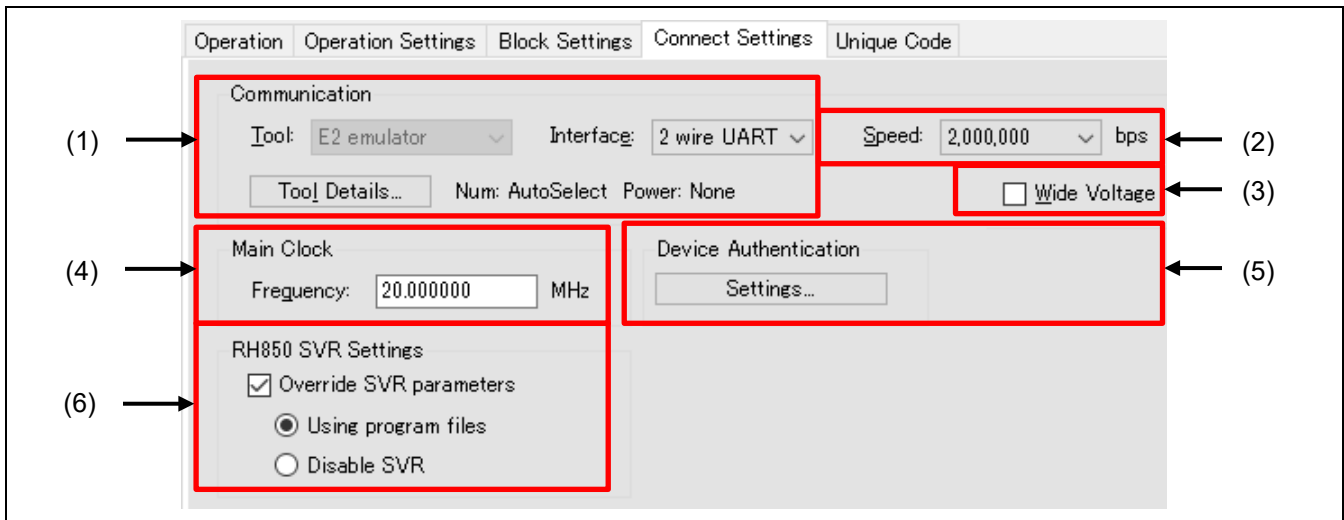 Operation Operation Settings Block Settings Connect Settings Unique Code
Communication
(1) Tool: E2 emulator Interface: 2 wire UART Speed: 2,000,000 bps (2)
Tool Details... Num: AutoSelect Power: None Wide Voltage (3)
Main Clock Device Authentication
(4) Frequency: 20.000000 MHz Settings... (5)
RH850 SVR Settings
Override SVR parameters
(6) Using program files
Disable SVR